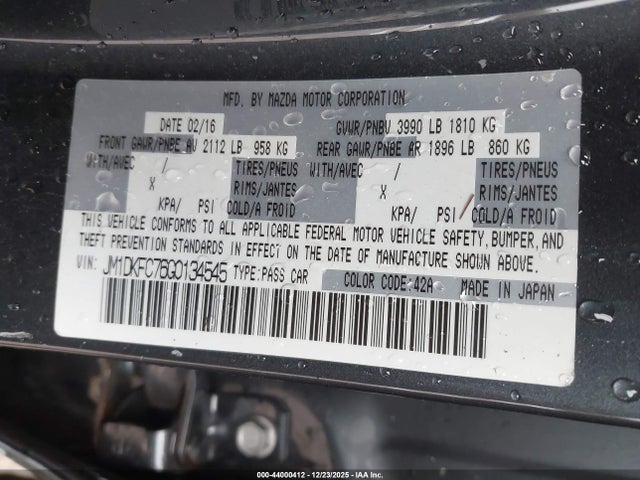 MFD. BY MAZDA MOTOR CORPORATION
DATE 02/16 GVWR/PNBV 3990 LB 1810 KG
FRONT GAWR/PNBE AV 2112 LB 958 KG REAR GAWR/PNBE AR 1896 LB 860 KG
WITH/AVEC / TIRES/PNEUS WITH/AVEC / TIRES/PNEUS
X RIMS/JANTES X RIMS/JANTES
KPA/ PSI COLD/A FROID KPA/ PSI/COLD/A FROID
THIS VEHICLE CONFORMS TO ALL APPLICABLE FEDERAL MOTOR VEHICLE SAFETY, BUMPER, AND
THEFT PREVENTION STANDARDS IN EFFECT ON THE DATE OF MANUFACTURE SHOWN ABOVE.
VIN: JM1DKFC76G0134545 TYPE:PASS CAR COLOR CODE:42A MADE IN JAPAN
000-44000412 - 12/23/2025 - IAA Inc.